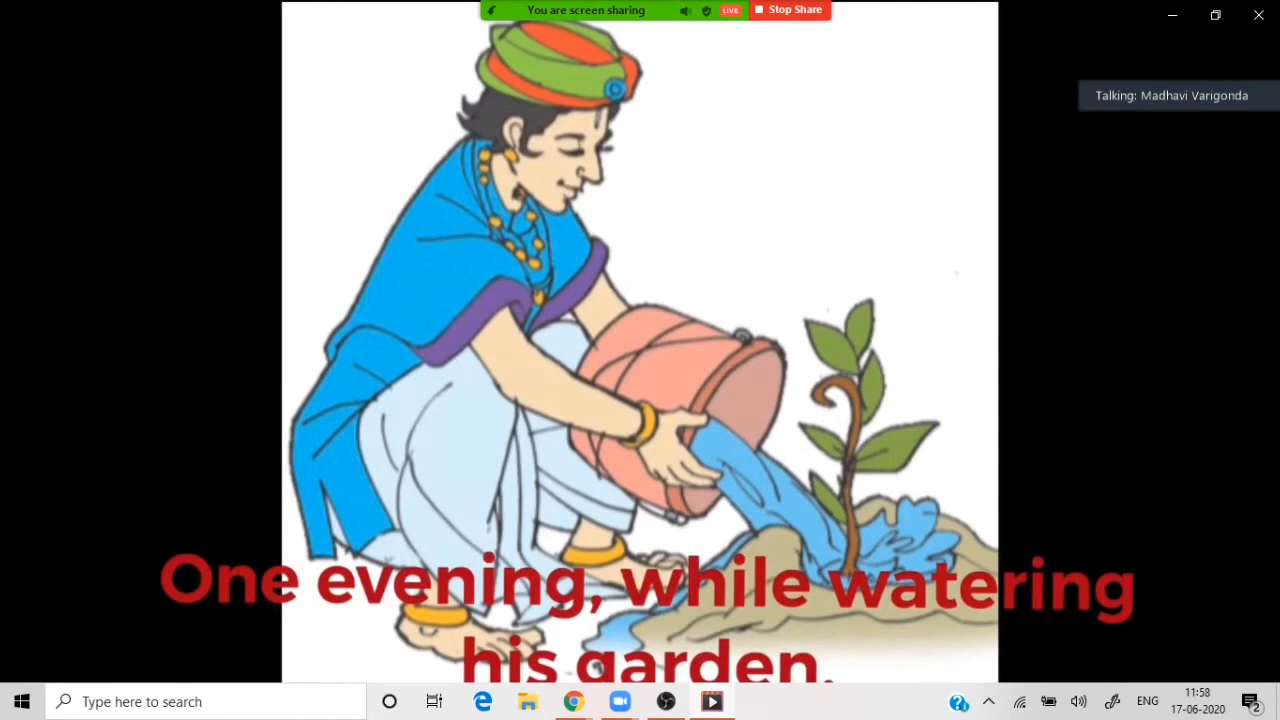 You are screen sharing
LIVE
Stop Share
Talking: Madhavi Varigonda
One evening, while watering
his garden,
Type here to search
ENG
11:58
17-06-2020
2